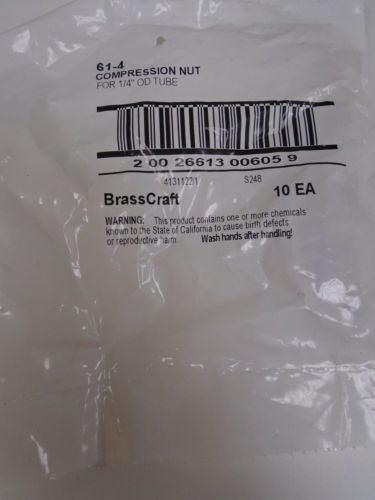 61-4
COMPRESSION NUT
FOR 1/4" OD TUBE
2 00 26613 00605 9
4131122/1 S248
BrassCraft 10 EA
WARNING: This product contains one or more chemicals
known to the State of California to cause birth defects
or reproductive harm. Wash hands after handling!